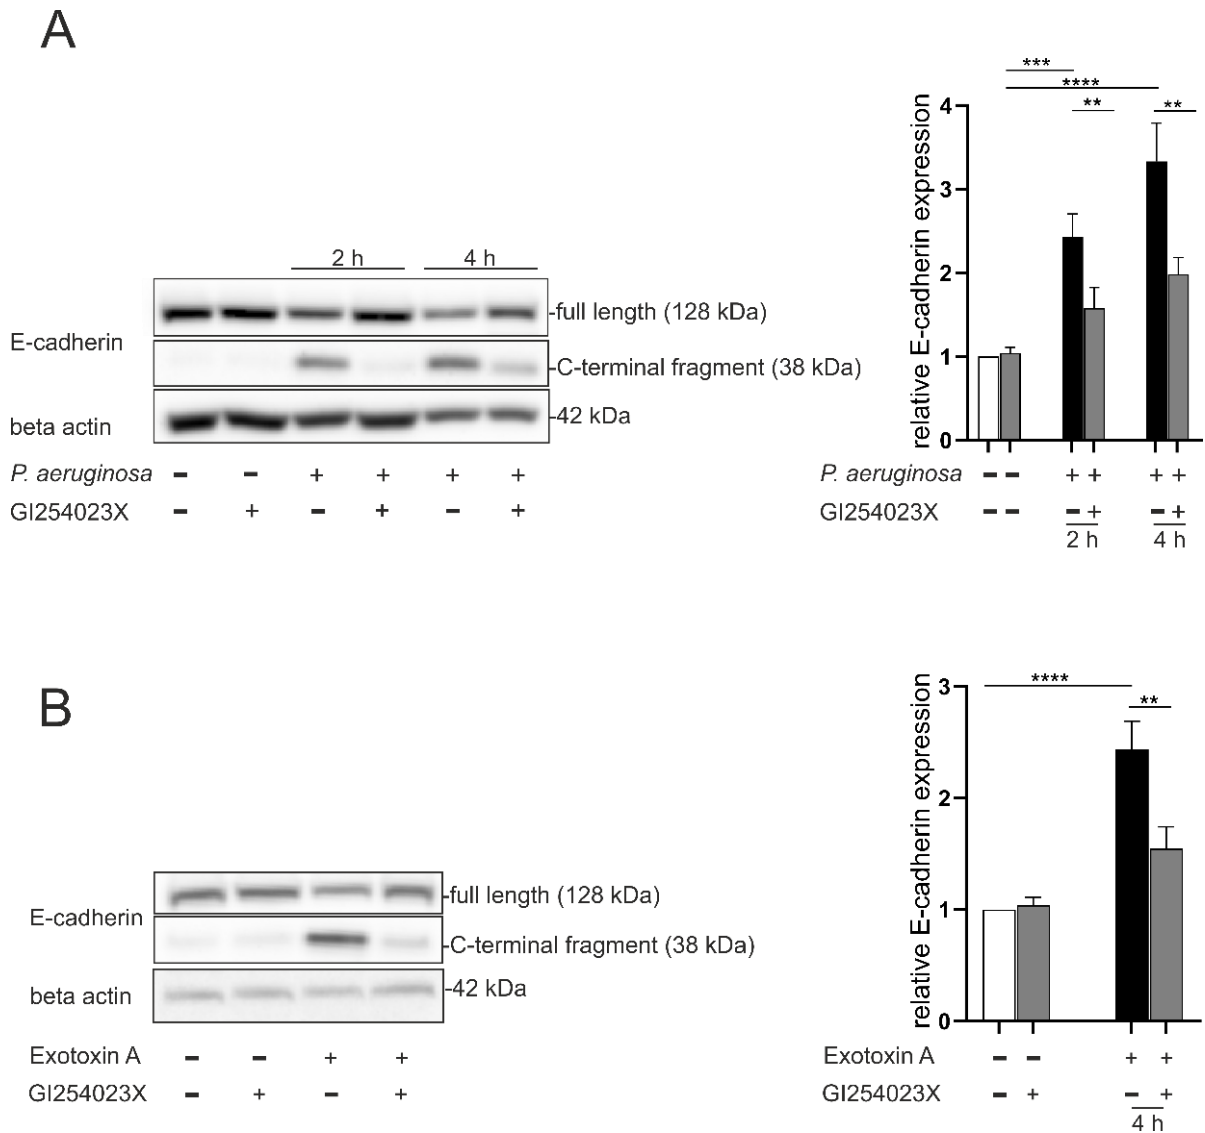 A
2 h 4 h
E-cadherin
-full length (128 kDa)
-C-terminal fragment (38 kDa)
beta actin
-42 kDa
P. aeruginosa - - + + + +
GI254023X - + - + - +
relative E-cadherin expression
4
3
2
1
0
***
****
** **
P. aeruginosa - - + + + +
GI254023X - - - + - +
2 h 4 h
B
E-cadherin
-full length (128 kDa)
-C-terminal fragment (38 kDa)
beta actin
-42 kDa
Exotoxin A - - + +
GI254023X - + - +
relative E-cadherin expression
3
2
1
0
****
**
Exotoxin A - - + +
GI254023X - + - +
4 h